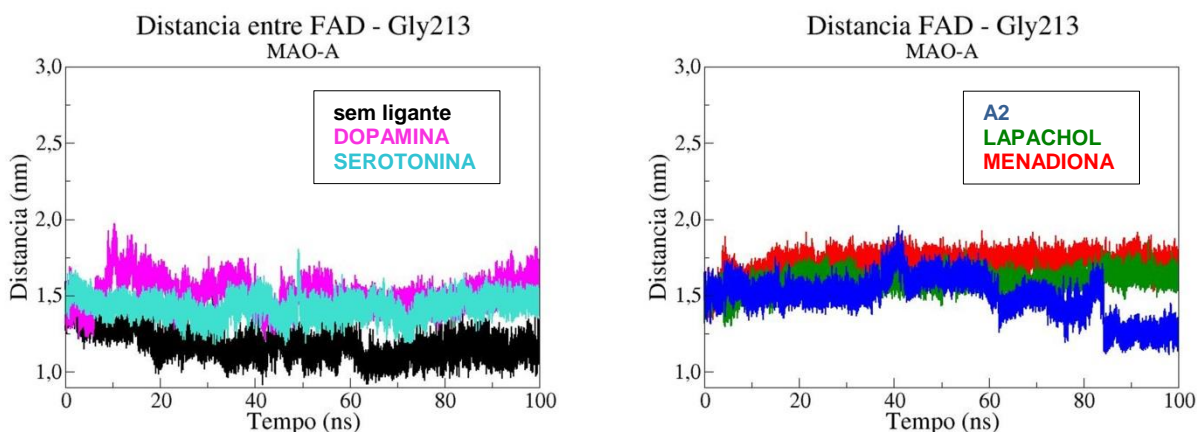 Distancia entre FAD - Gly213
MAO-A
3,0
2,5
2,0
1,5
1,0
Distancia (nm)
sem ligante
DOPAMINA
SEROTONINA
0
20
40
60
80
100
Tempo (ns)
Distancia FAD - Gly213
MAO-A
3,0
2,5
2,0
1,5
1,0
Distancia (nm)
A2
LAPACHOL
MENADIONA
0
20
40
60
80
100
Tempo (ns)